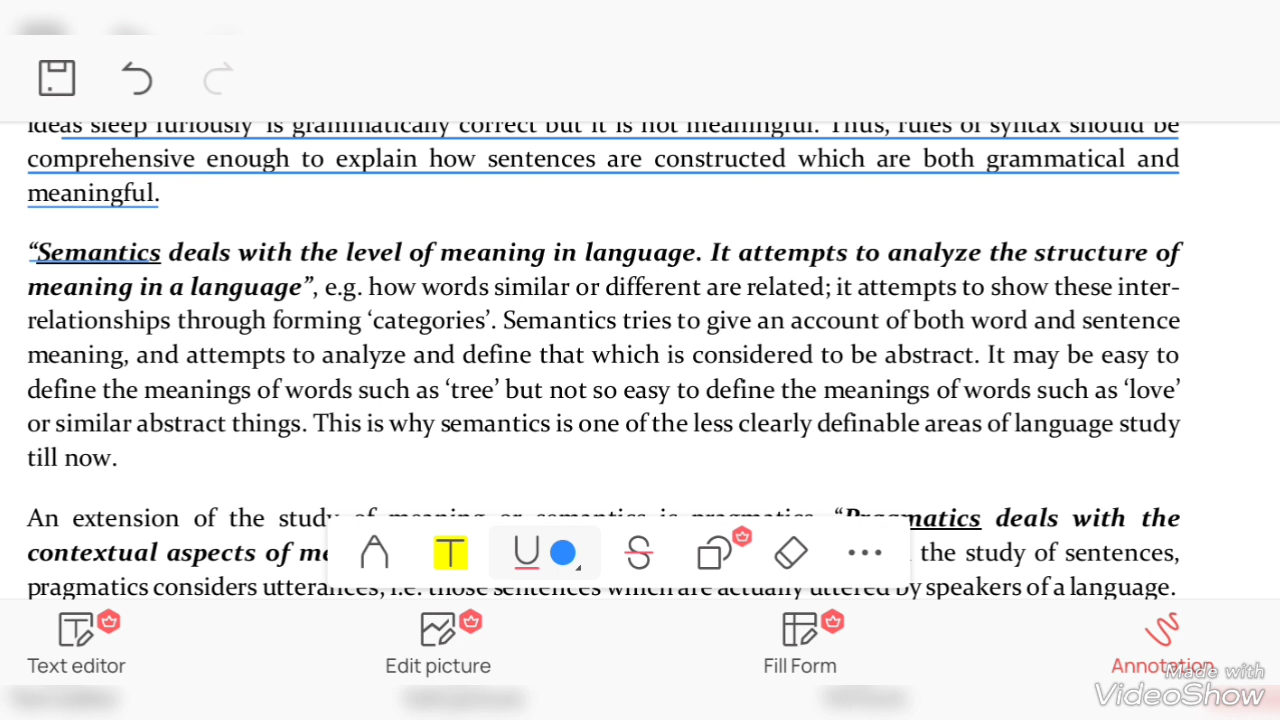 ideas sleep furiously' is grammatically correct but it is not meaningful. Thus, rules of syntax should be
comprehensive enough to explain how sentences are constructed which are both grammatical and
meaningful.
“Semantics deals with the level of meaning in language. It attempts to analyze the structure of
meaning in a language”, e.g. how words similar or different are related; it attempts to show these inter-
relationships through forming ‘categories’. Semantics tries to give an account of both word and sentence
meaning, and attempts to analyze and define that which is considered to be abstract. It may be easy to
define the meanings of words such as ‘tree’ but not so easy to define the meanings of words such as ‘love’
or similar abstract things. This is why semantics is one of the less clearly definable areas of language study
till now.
An extension of the study of meaning or semantics is pragmatics. “Pragmatics deals with the
contextual aspects of the study of sentences,
pragmatics considers utterances, i.e. those sentences which are actually uttered by speakers of a language.
Text editor
Edit picture
Fill Form
Annotation
Made with
VideoShow